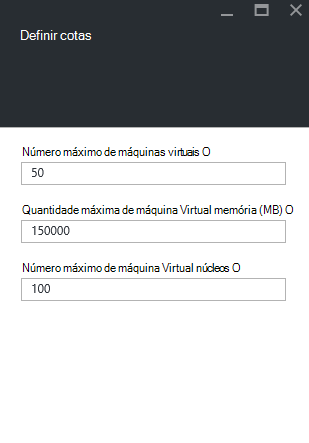 Definir cotas
Número máximo de máquinas virtuais O
50
Quantidade máxima de máquina Virtual memória (MB) O
150000
Número máximo de máquina Virtual núcleos O
100